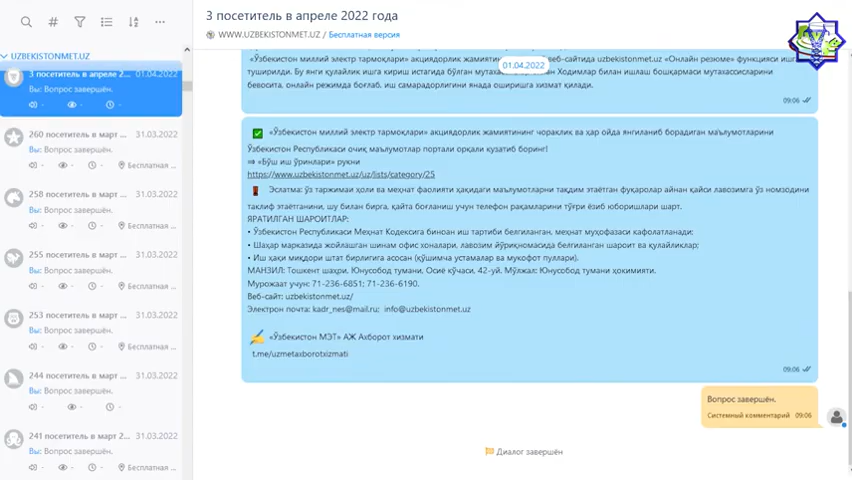 3 посетитель в апреле 2022 года
WWW.UZBEKISTONMET.UZ / Бесплатная версия
UZBEKISTONMET.UZ
3 посетитель в апреле 2... 01.04.2022
Вы: Вопрос завершён.
260 посетитель в март ... 31.03.2022
Вы: Вопрос завершён.
Бесплатная ...
258 посетитель в март ... 31.03.2022
Вы: Вопрос завершён.
Бесплатная ...
255 посетитель в март ... 31.03.2022
Вы: Вопрос завершён.
Бесплатная ...
253 посетитель в март ... 31.03.2022
Вы: Вопрос завершён.
Бесплатная ...
244 посетитель в март ... 31.03.2022
Вы: Вопрос завершён.
241 посетитель в март 2... 31.03.2022
Вы: Вопрос завершён.
Бесплатная ...
«Ўзбекистон миллий электр тармоқлари» акциядорлик жамияти веб-сайтида uzbekistonmet.uz «Онлайн резюме» функцияси ишга
01.04.2022
туширилди. Бу янги қулайлик ишга кириш истагида бўлган мутахас Ходимлар билан ишлаш бошқармаси мутахассисларини
бевосита, онлайн режимда боғлаб, иш самарадорлигини янада оширишга хизмат қилади.
09:06
«Ўзбекистон миллий электр тармоқлари» акциядорлик жамиятининг чораклик ва ҳар ойда янгиланиб борадиган маълумотларини
Ўзбекистон Республикаси очиқ маълумотлар портали орқали кузатиб боринг!
⇒ «Бўш иш ўринлари» рукни
https://www.uzbekistonmet.uz/uz/lists/category/25
Эслатма: ўз таржимаи ҳоли ва меҳнат фаолияти ҳақидаги маълумотларни тақдим этаётган фуқаролар айнан қайси лавозимга ўз номзодини
таклиф этаётганини, шу билан бирга, қайта боғланиш учун телефон рақамларини тўғри ёзиб юборишлари шарт.
ЯРАТИЛГАН ШАРОИТЛАР:
• Ўзбекистон Республикаси Меҳнат Кодексига биноан иш тартиби белгиланган, меҳнат муҳофазаси кафолатланади;
• Шаҳар марказида жойлашган шинам офис хоналари, лавозим йўриқномасида белгиланган шароит ва қулайликлар;
• Иш ҳақи миқдори штат бирлигига асосан (қўшимча устамалар ва мукофот пуллари).
МАНЗИЛ: Тошкент шаҳри, Юнусобод тумани, Осиё кўчаси, 42-уй. Мўлжал: Юнусобод тумани ҳокимияти.
Мурожаат учун: 71-236-6851; 71-236-6190.
Веб-сайт: uzbekistonmet.uz/
Электрон почта: kadr_nes@mail.ru; info@uzbekistonmet.uz
«Ўзбекистон МЭТ» АЖ Ахборот хизмати
t.me/uzmetaxborotxizmati
09:06
Вопрос завершён.
Системный комментарий 09:06
Диалог завершён